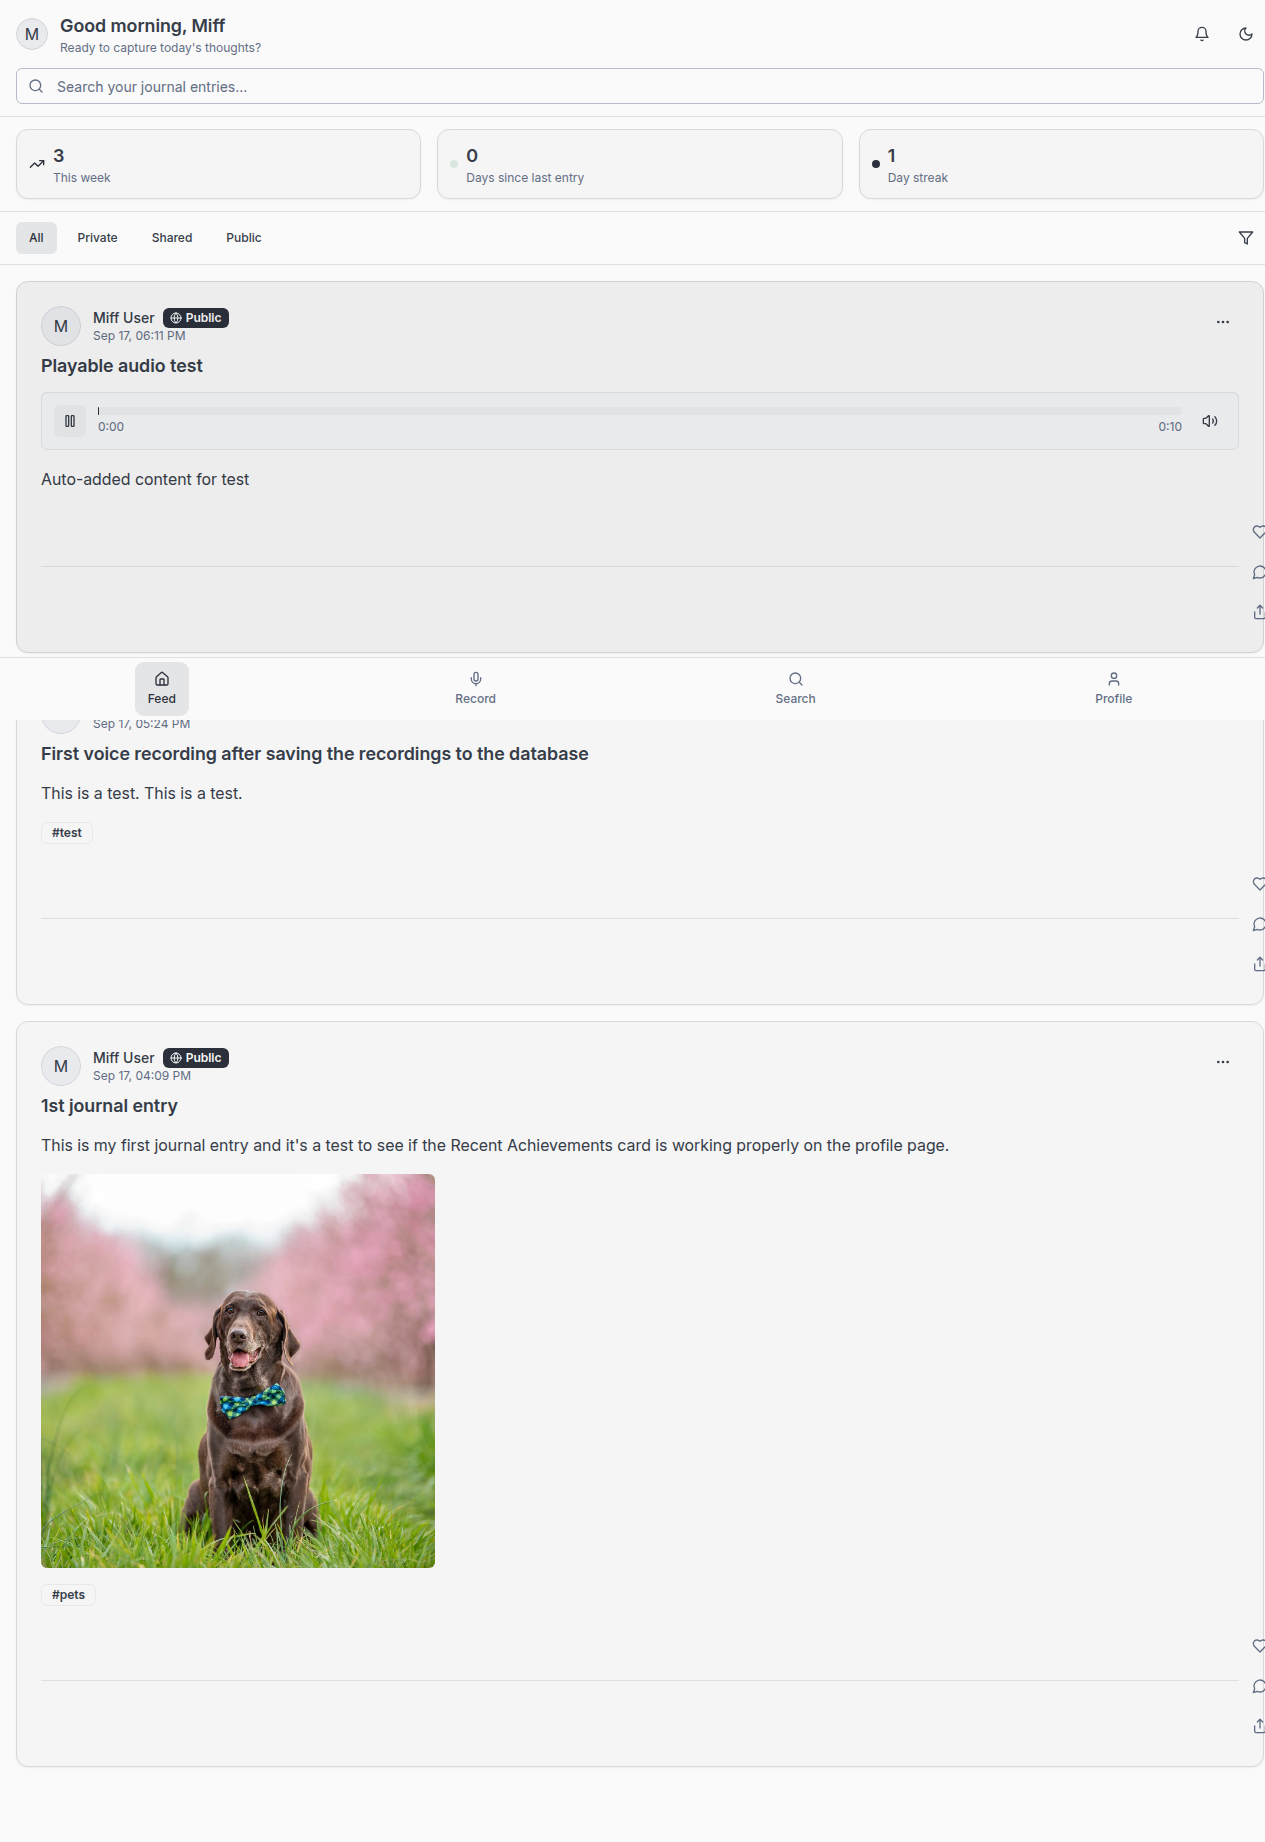 M
Good morning, Miff
Ready to capture today's thoughts?
Search your journal entries...
3
This week
0
Days since last entry
1
Day streak
All
Private
Shared
Public
M
Miff User
Public
Sep 17, 06:11 PM
Playable audio test
0:00
0:10
Auto-added content for test
Feed
Record
Search
Profile
Sep 17, 05:24 PM
First voice recording after saving the recordings to the database
This is a test. This is a test.
#test
M
Miff User
Public
Sep 17, 04:09 PM
1st journal entry
This is my first journal entry and it's a test to see if the Recent Achievements card is working properly on the profile page.
#pets